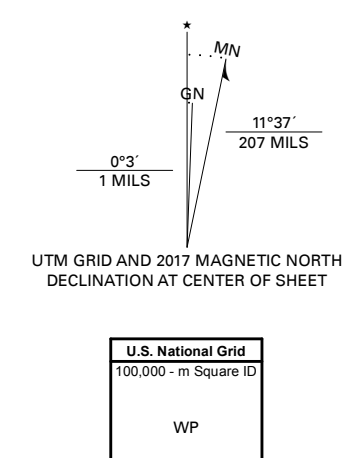 ★
MN
GN
11°37´
207 MILS
0°3´
1 MILS
UTM GRID AND 2017 MAGNETIC NORTH
DECLINATION AT CENTER OF SHEET
U.S. National Grid
100,000 - m Square ID
WP